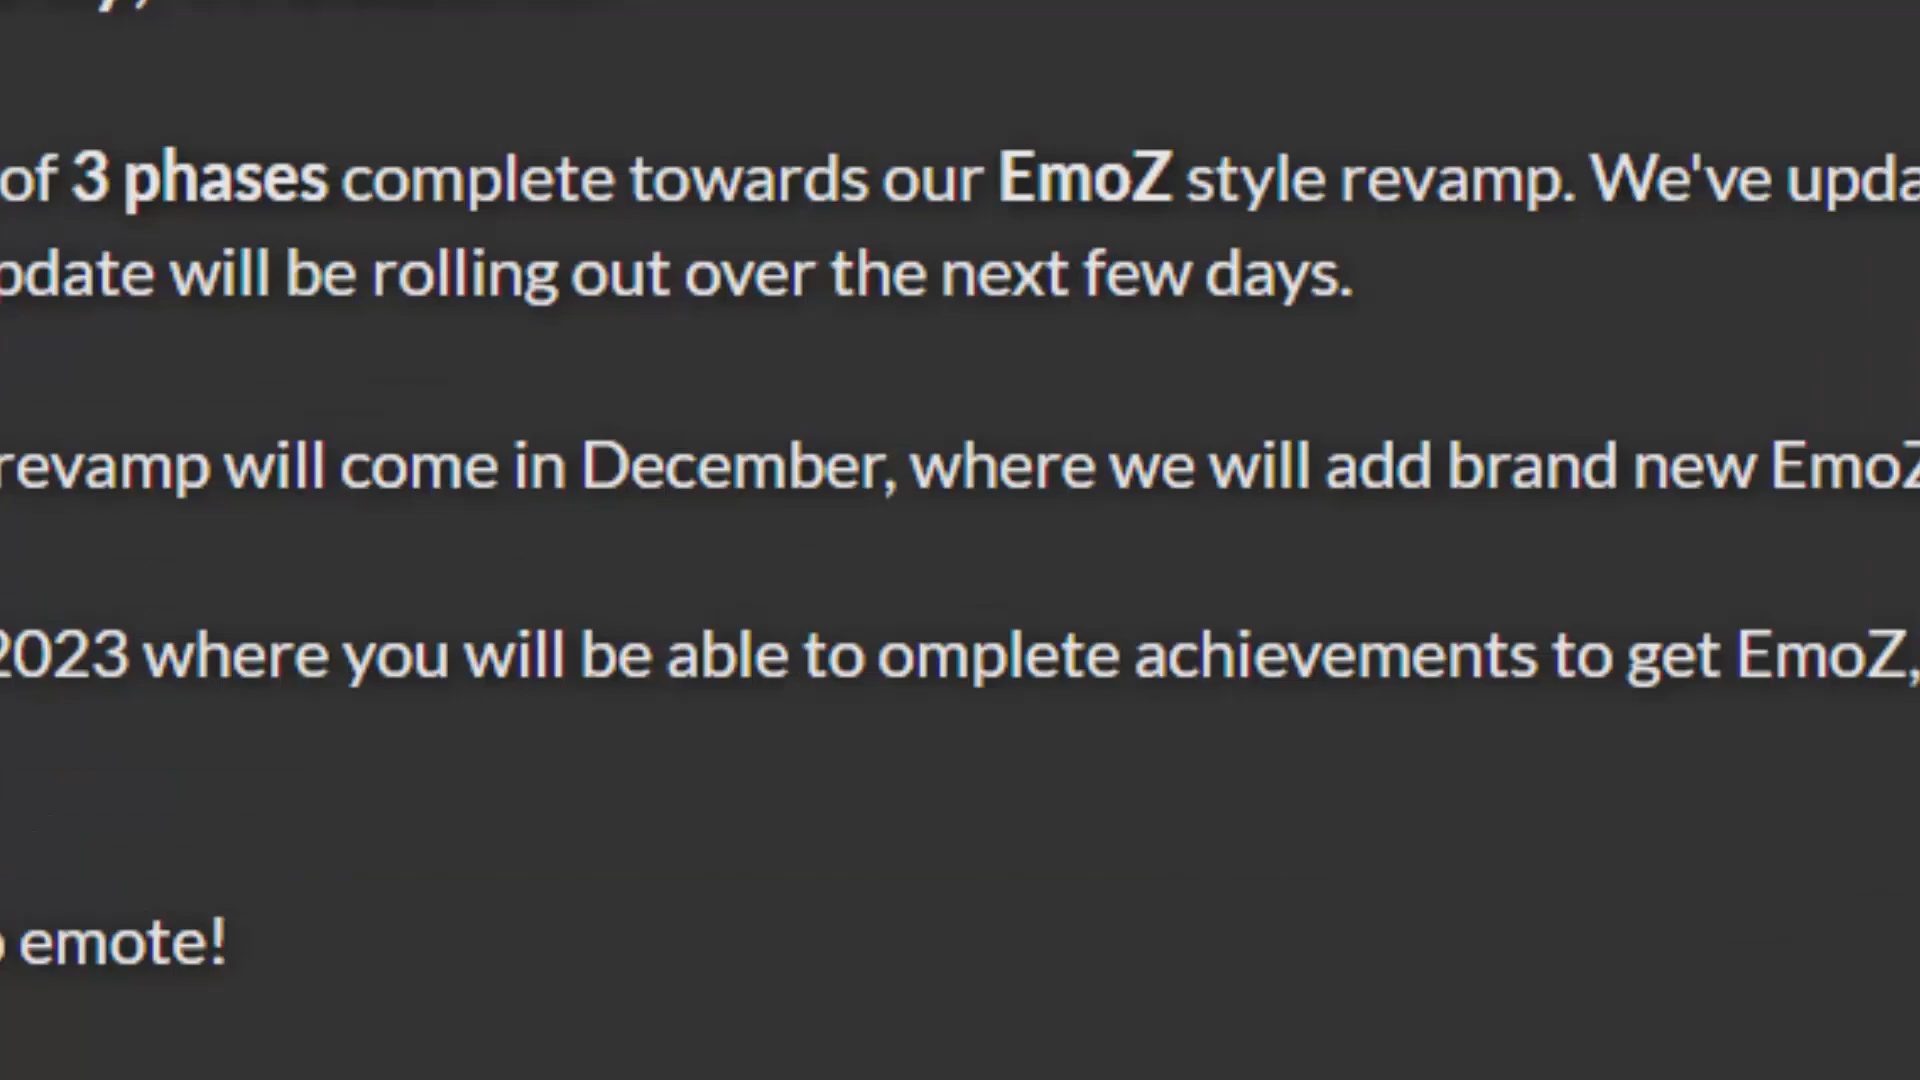 of 3 phases complete towards our EmoZ style revamp. We've upda
pdate will be rolling out over the next few days.
revamp will come in December, where we will add brand new EmoZ
2023 where you will be able to omplete achievements to get EmoZ,
emote!